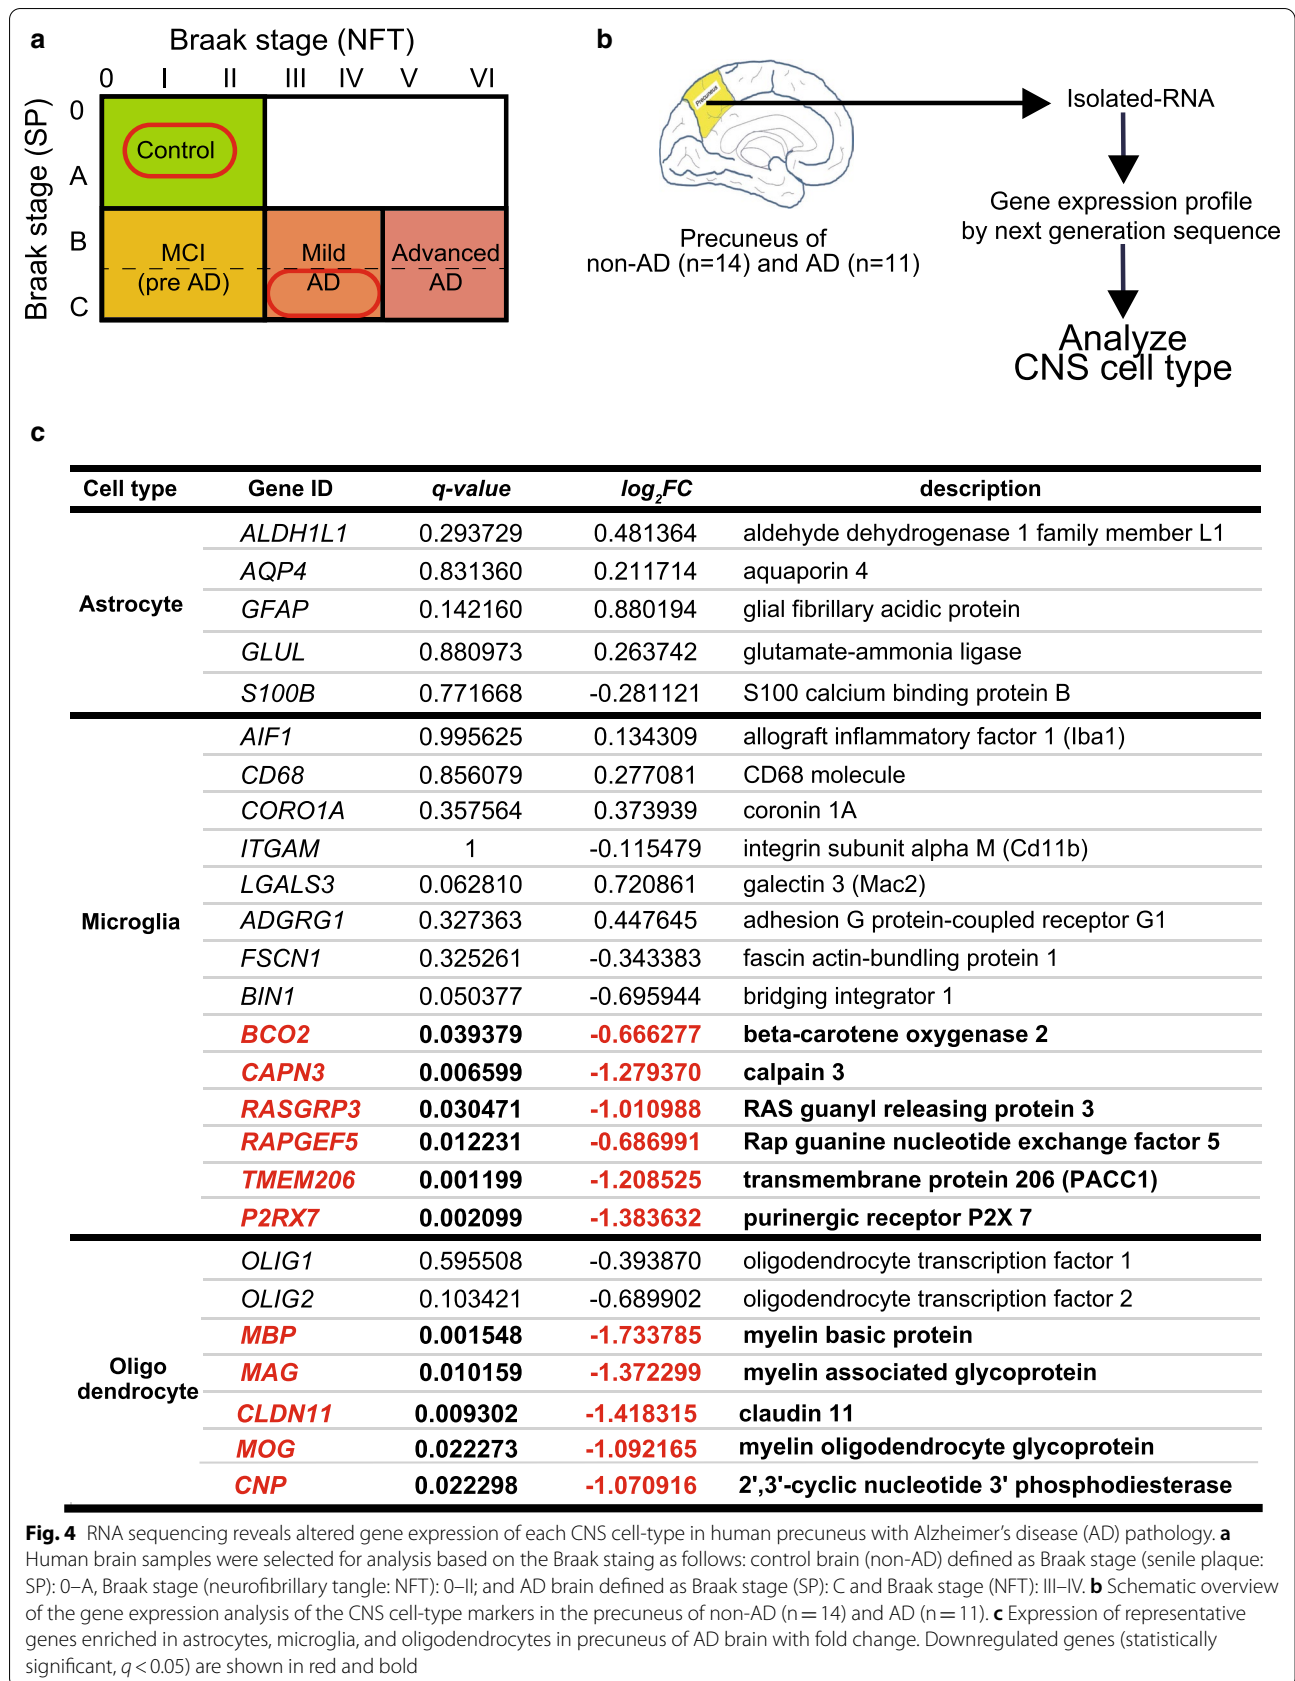 a
Braak stage (NFT)
0 I II III IV V VI
Braak stage (SP)
0
A
B
C
Control
MCI
(pre AD)
Mild
AD
Advanced
AD
b
Precuneus
Precuneus of
non-AD (n=14) and AD (n=11)
Isolated-RNA
Gene expression profile
by next generation sequence
Analyze
CNS cell type
c
Cell type Gene ID q-value log2FC description
Astrocyte
ALDH1L1 0.293729 0.481364 aldehyde dehydrogenase 1 family member L1
AQP4 0.831360 0.211714 aquaporin 4
GFAP 0.142160 0.880194 glial fibrillary acidic protein
GLUL 0.880973 0.263742 glutamate-ammonia ligase
S100B 0.771668 -0.281121 S100 calcium binding protein B
Microglia
AIF1 0.995625 0.134309 allograft inflammatory factor 1 (Iba1)
CD68 0.856079 0.277081 CD68 molecule
CORO1A 0.357564 0.373939 coronin 1A
ITGAM 1 -0.115479 integrin subunit alpha M (Cd11b)
LGALS3 0.062810 0.720861 galectin 3 (Mac2)
ADGRG1 0.327363 0.447645 adhesion G protein-coupled receptor G1
FSCN1 0.325261 -0.343383 fascin actin-bundling protein 1
BIN1 0.050377 -0.695944 bridging integrator 1
BCO2 0.039379 -0.666277 beta-carotene oxygenase 2
CAPN3 0.006599 -1.279370 calpain 3
RASGRP3 0.030471 -1.010988 RAS guanyl releasing protein 3
RAPGEF5 0.012231 -0.686991 Rap guanine nucleotide exchange factor 5
TMEM206 0.001199 -1.208525 transmembrane protein 206 (PACC1)
P2RX7 0.002099 -1.383632 purinergic receptor P2X 7
Oligo
dendrocyte
OLIG1 0.595508 -0.393870 oligodendrocyte transcription factor 1
OLIG2 0.103421 -0.689902 oligodendrocyte transcription factor 2
MBP 0.001548 -1.733785 myelin basic protein
MAG 0.010159 -1.372299 myelin associated glycoprotein
CLDN11 0.009302 -1.418315 claudin 11
MOG 0.022273 -1.092165 myelin oligodendrocyte glycoprotein
CNP 0.022298 -1.070916 2',3'-cyclic nucleotide 3' phosphodiesterase
Fig. 4 RNA sequencing reveals altered gene expression of each CNS cell-type in human precuneus with Alzheimer's disease (AD) pathology. a
Human brain samples were selected for analysis based on the Braak staing as follows: control brain (non-AD) defined as Braak stage (senile plaque:
SP): 0–A, Braak stage (neurofibrillary tangle: NFT): 0–II; and AD brain defined as Braak stage (SP): C and Braak stage (NFT): III–IV. b Schematic overview
of the gene expression analysis of the CNS cell-type markers in the precuneus of non-AD (n = 14) and AD (n = 11). c Expression of representative
genes enriched in astrocytes, microglia, and oligodendrocytes in precuneus of AD brain with fold change. Downregulated genes (statistically
significant, q < 0.05) are shown in red and bold